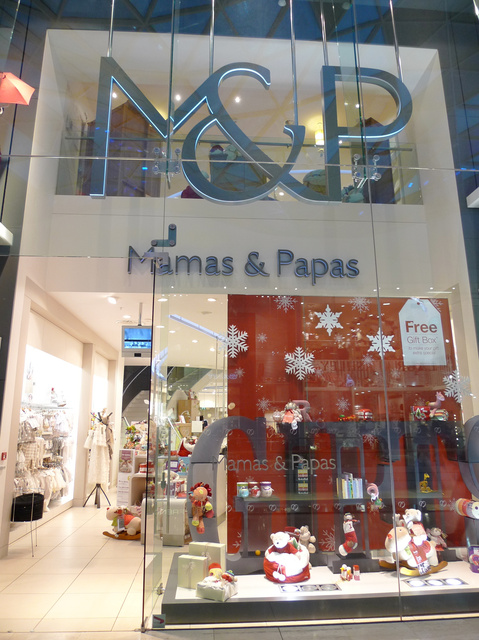 M&P
Mamas & Papas
Free
Gift Box
Mamas & Papas